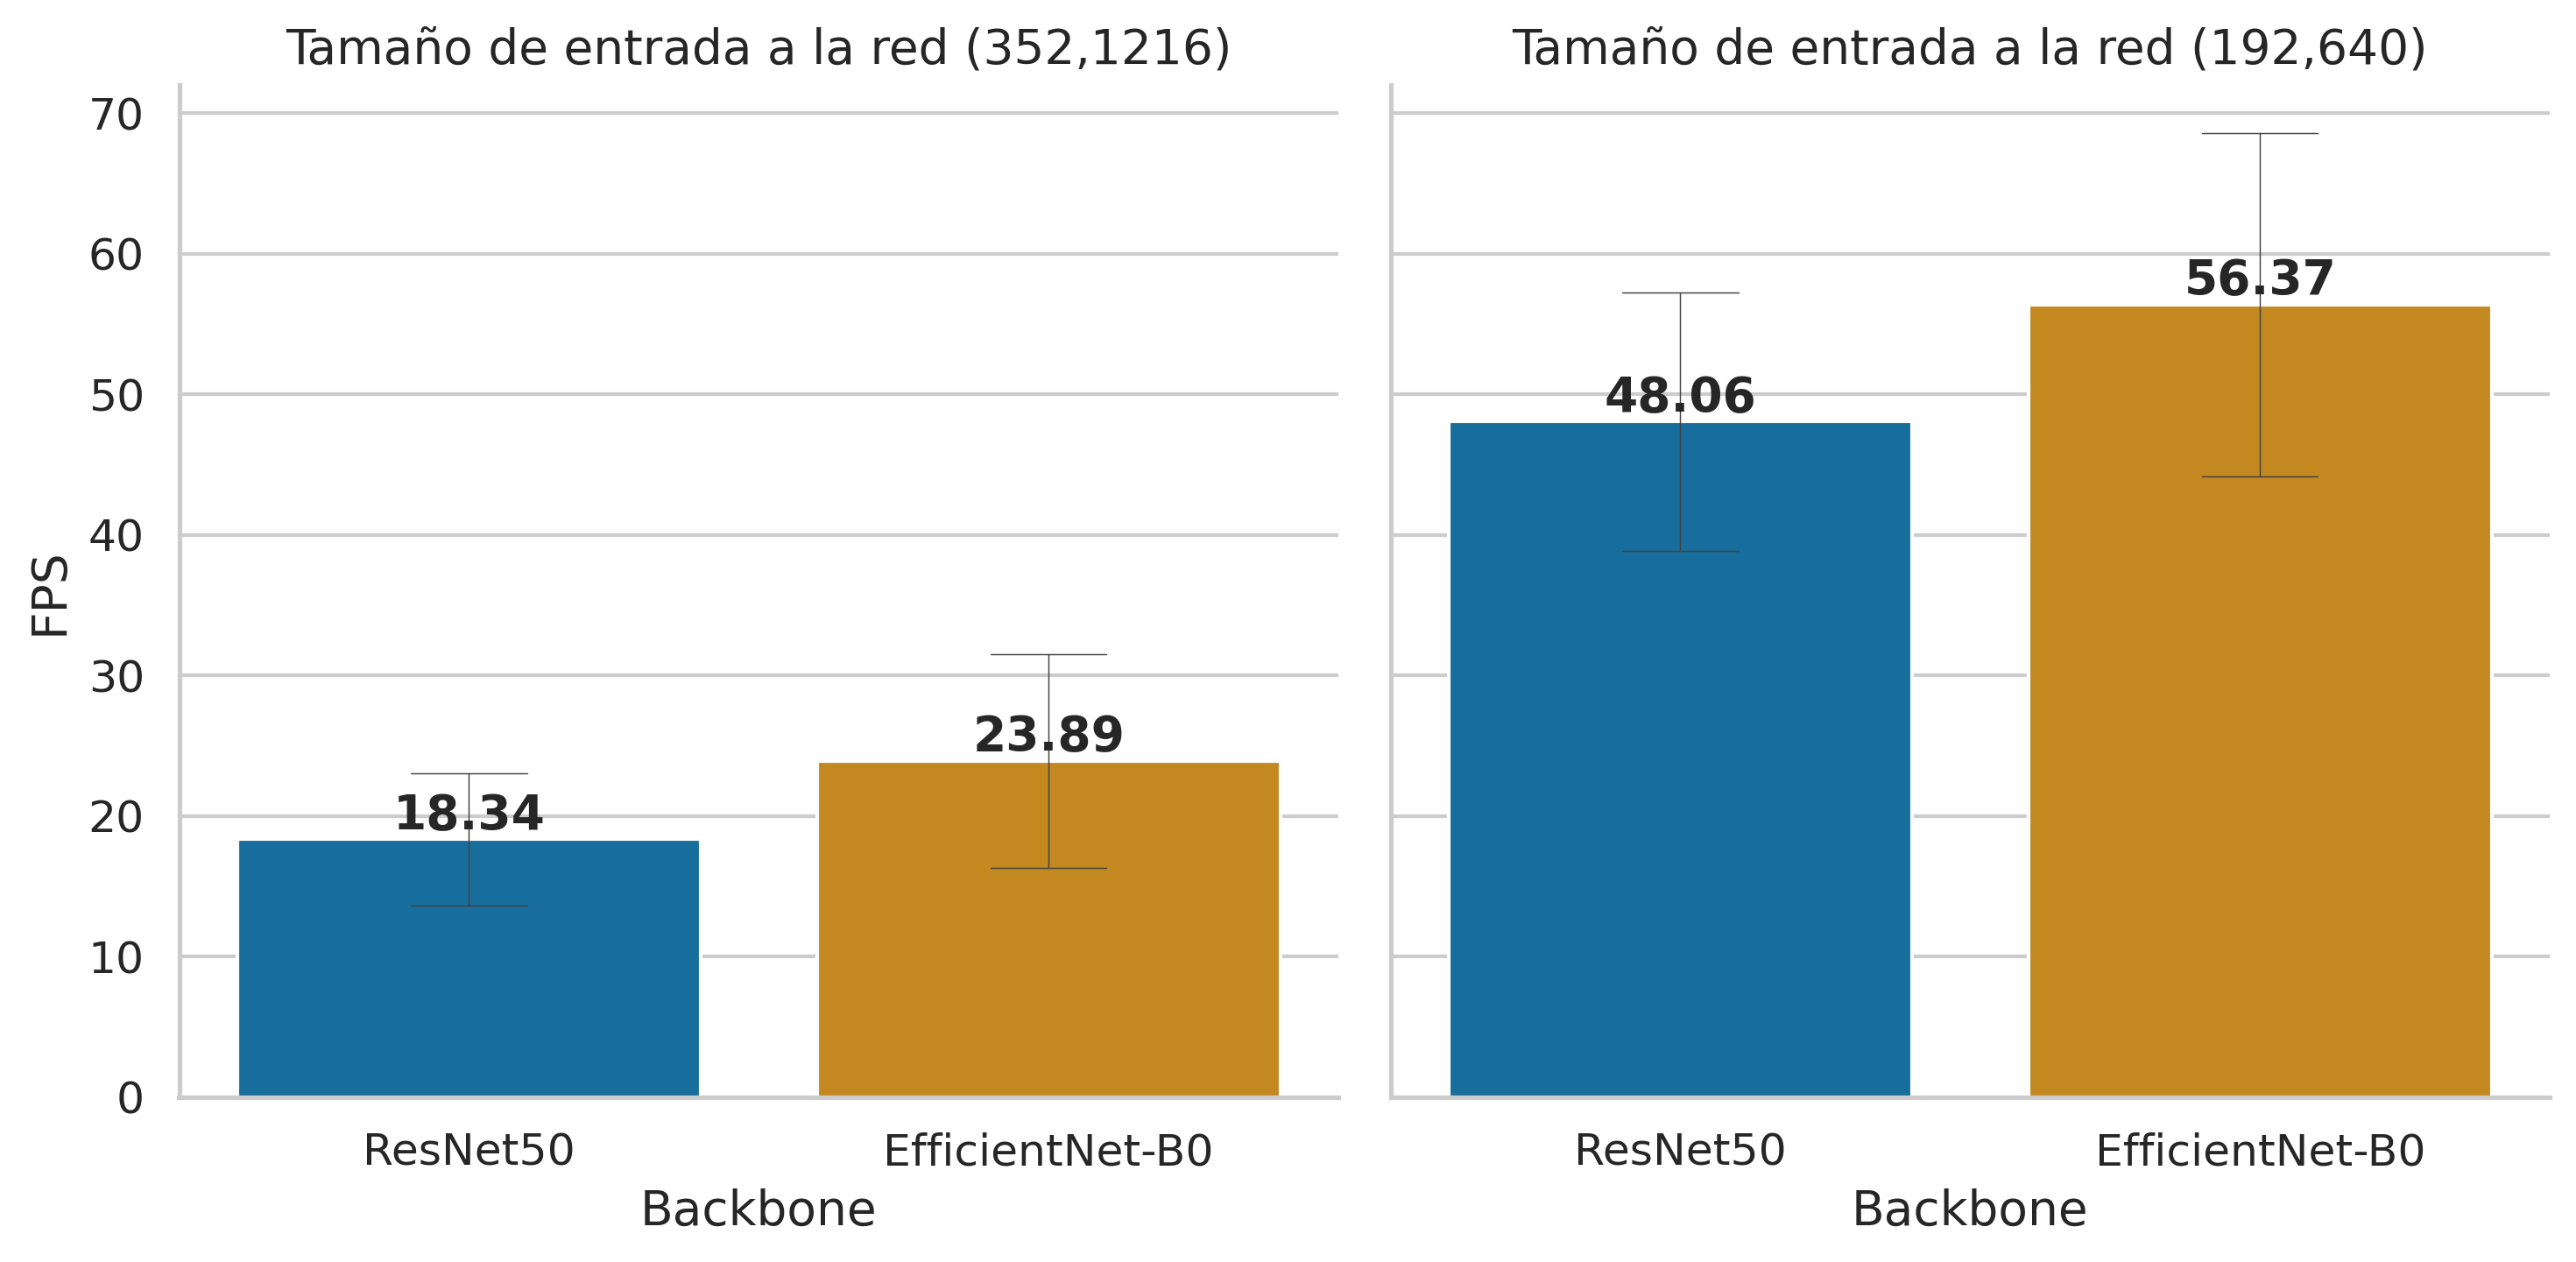 Tamaño de entrada a la red (352,1216)
Tamaño de entrada a la red (192,640)
FPS
70
60
50
40
30
20
10
0
18.34
23.89
48.06
56.37
ResNet50
EfficientNet-B0
ResNet50
EfficientNet-B0
Backbone
Backbone